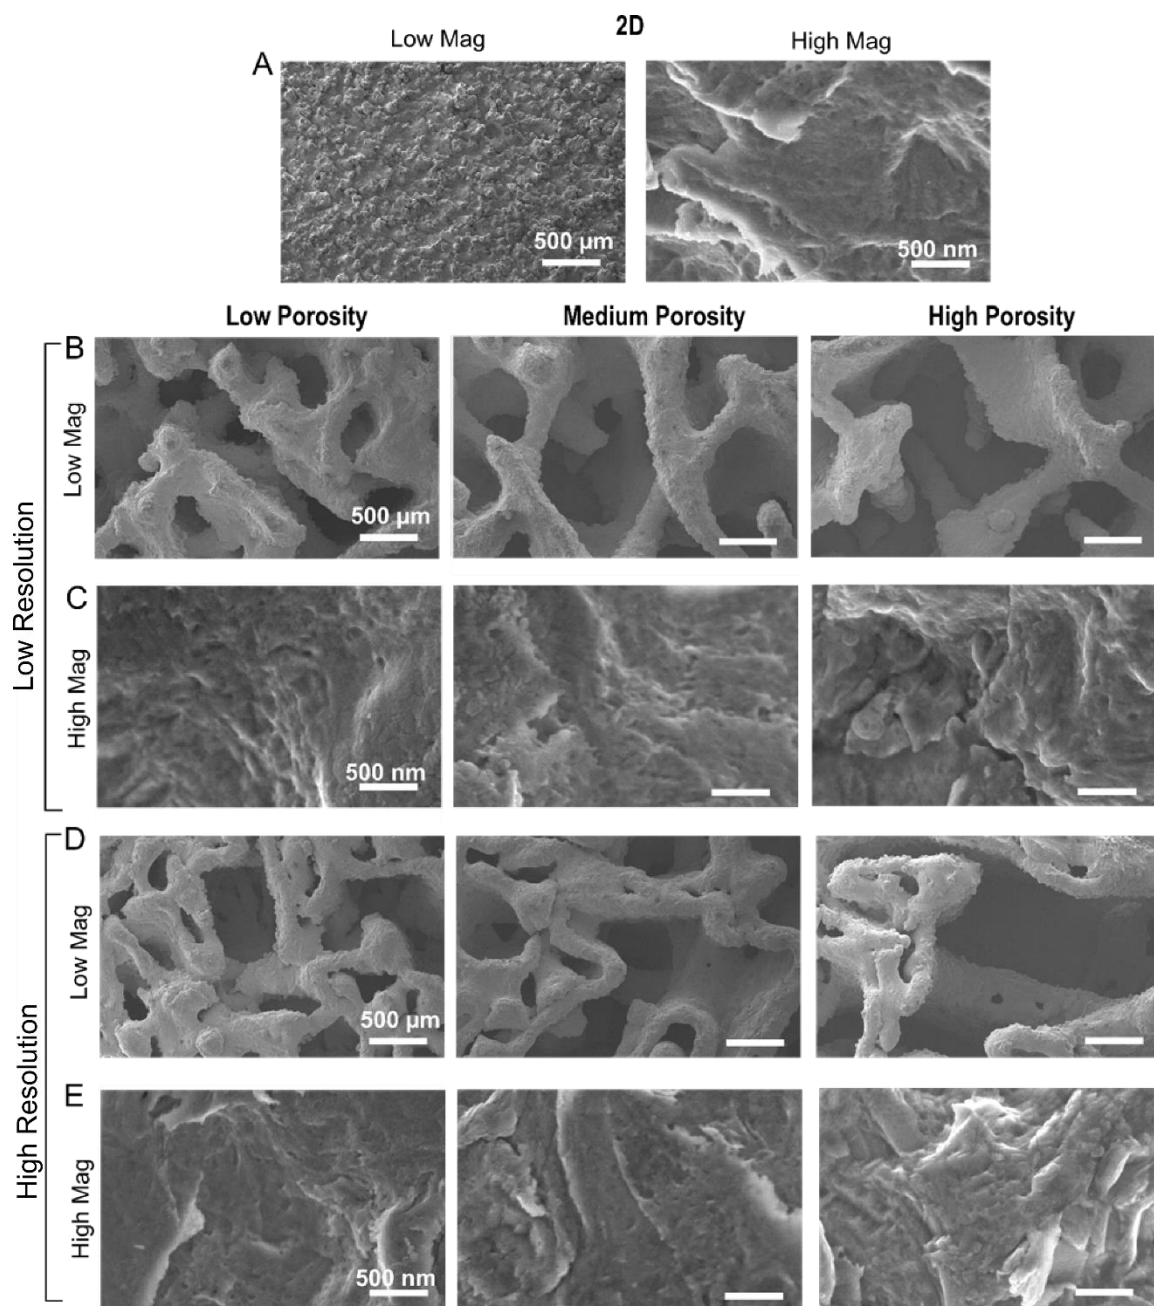 2D
Low Mag
High Mag
A
500 µm
500 nm
Low Porosity
Medium Porosity
High Porosity
Low Resolution
B
Low Mag
500 µm
C
High Mag
500 nm
High Resolution
D
Low Mag
500 µm
E
High Mag
500 nm